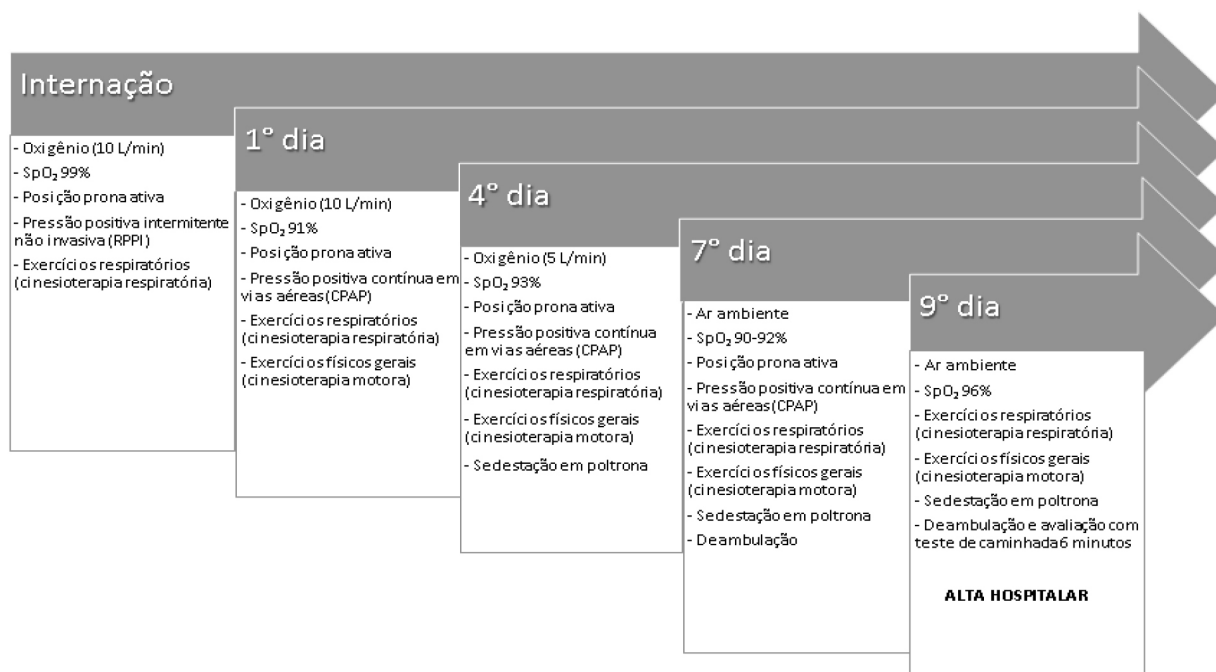 Internação
- Oxigênio (10 L/min)
- SpO₂ 99%
- Posição prona ativa
- Pressão positiva intermitente
não invasiva (RPPI)
- Exercícios respiratórios
(cinesioterapia respiratória)
1° dia
- Oxigênio (10 L/min)
- SpO₂ 91%
- Posição prona ativa
- Pressão positiva contínua em
vias aéreas (CPAP)
- Exercícios respiratórios
(cinesioterapia respiratória)
- Exercícios físicos gerais
(cinesioterapia motora)
4° dia
- Oxigênio (5 L/min)
- SpO₂ 93%
- Posição prona ativa
- Pressão positiva contínua
em vias aéreas (CPAP)
- Exercícios respiratórios
(cinesioterapia respiratória)
- Exercícios físicos gerais
(cinesioterapia motora)
- Sedestação em poltrona
7° dia
- Ar ambiente
- SpO₂ 90-92%
- Posição prona ativa
- Pressão positiva contínua em
vias aéreas (CPAP)
- Exercícios respiratórios
(cinesioterapia respiratória)
- Exercícios físicos gerais
(cinesioterapia motora)
- Sedestação em poltrona
- Deambulação
9° dia
- Ar ambiente
- SpO₂ 96%
- Exercícios respiratórios
(cinesioterapia respiratória)
- Exercícios físicos gerais
(cinesioterapia motora)
- Sedestação em poltrona
- Deambulação e avaliação com
teste de caminhada 6 minutos
ALTA HOSPITALAR